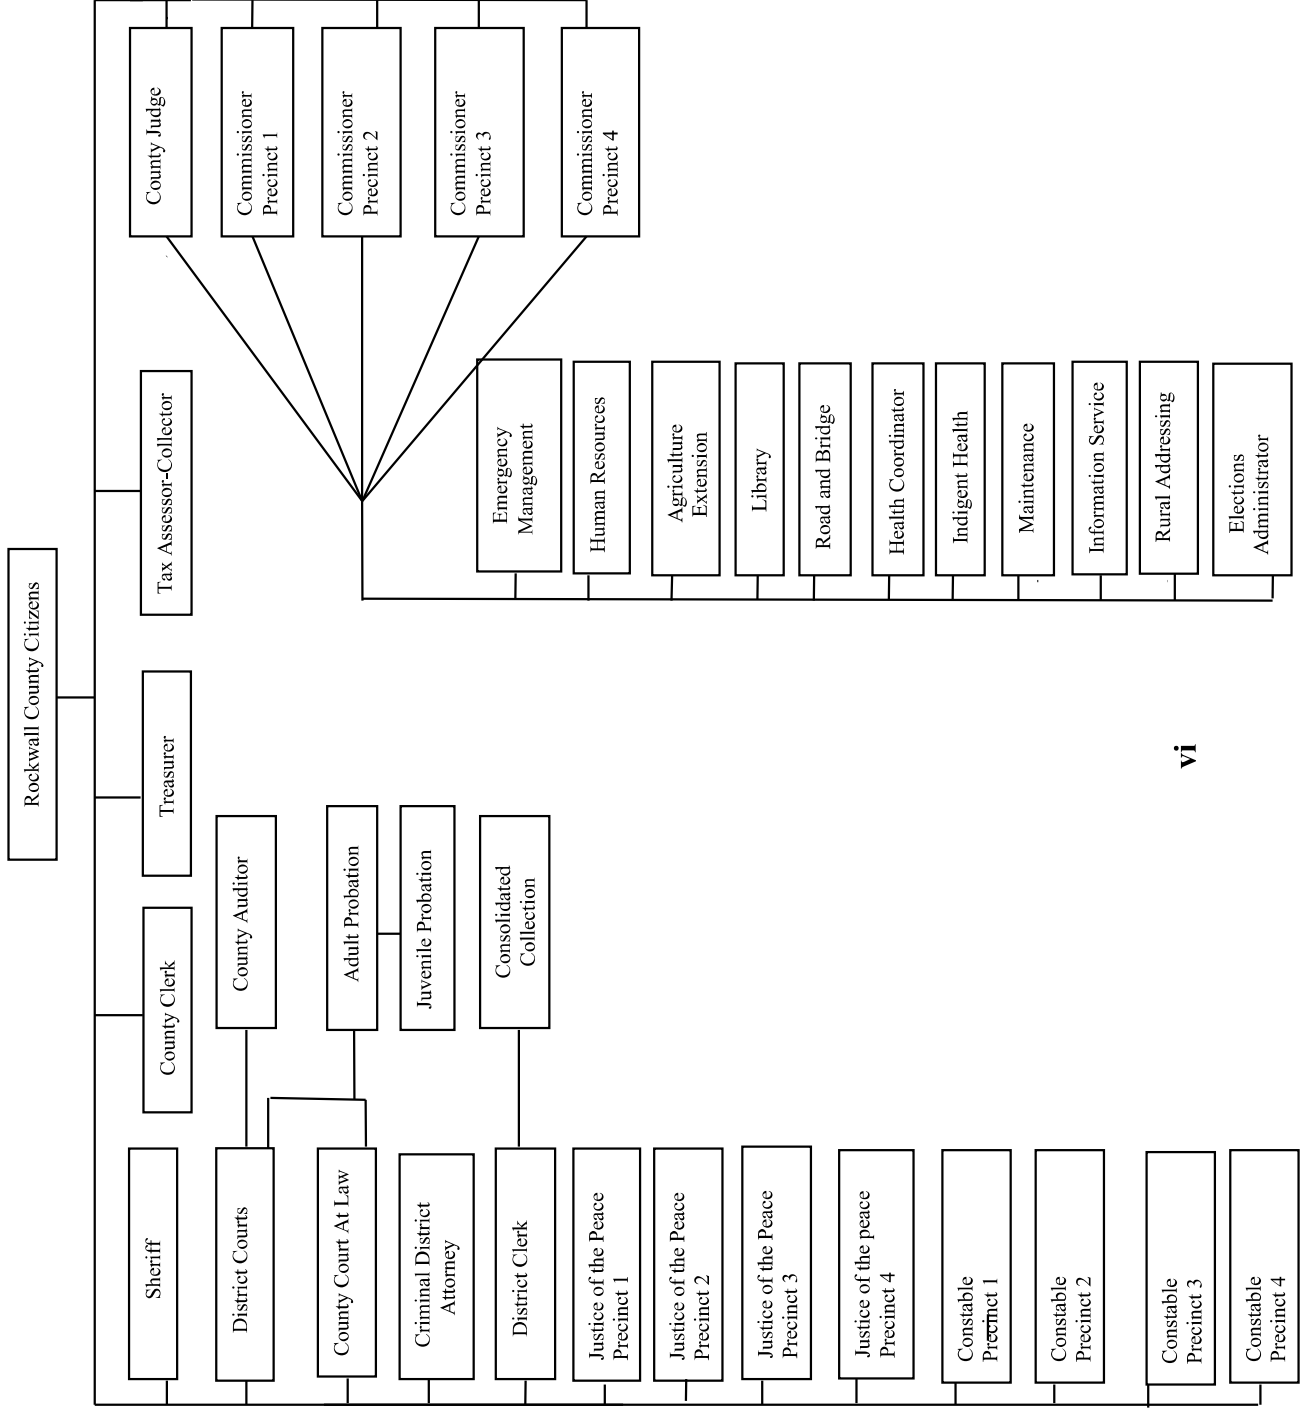 Rockwall County Citizens
Sheriff
County Clerk
Treasurer
Tax Assessor-Collector
County Judge
District Courts
County Auditor
Commissioner
Precinct 1
County Court At Law
Adult Probation
Commissioner
Precinct 2
Criminal District
Attorney
Juvenile Probation
Commissioner
Precinct 3
District Clerk
Consolidated
Collection
Emergency
Management
Commissioner
Precinct 4
Justice of the Peace
Precinct 1
Human Resources
Justice of the Peace
Precinct 2
Agriculture
Extension
Justice of the Peace
Precinct 3
Library
Road and Bridge
Justice of the peace
Precinct 4
Health Coordinator
Constable
Precinct 1
Indigent Health
Maintenance
Constable
Precinct 2
Information Service
Constable
Precinct 3
Rural Addressing
Constable
Precinct 4
Elections
Administrator
vi